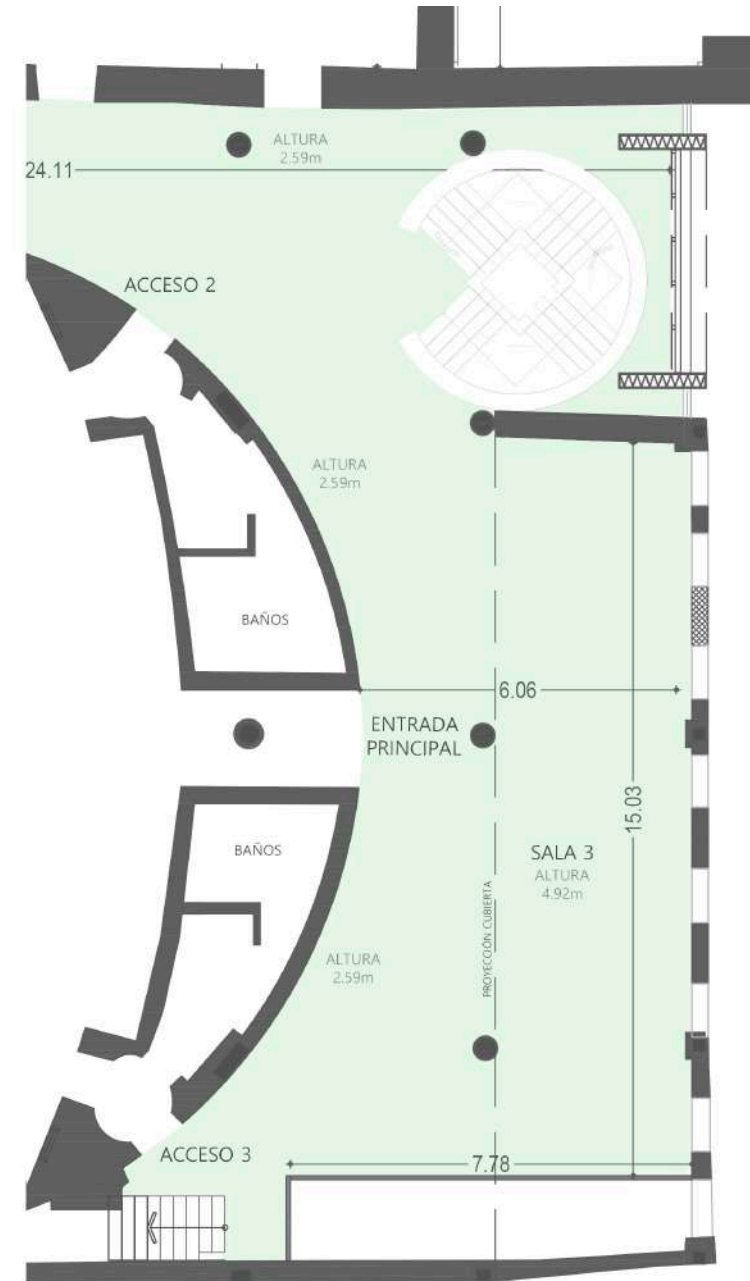 ALTURA
2.59m
24.11
ACCESO 2
ALTURA
2.59m
BAÑOS
6.06
ENTRADA
PRINCIPAL
15.03
SALA 3
ALTURA
4.92m
BAÑOS
PROYECCIÓN CUBIERTA
ALTURA
2.59m
ACCESO 3
7.78